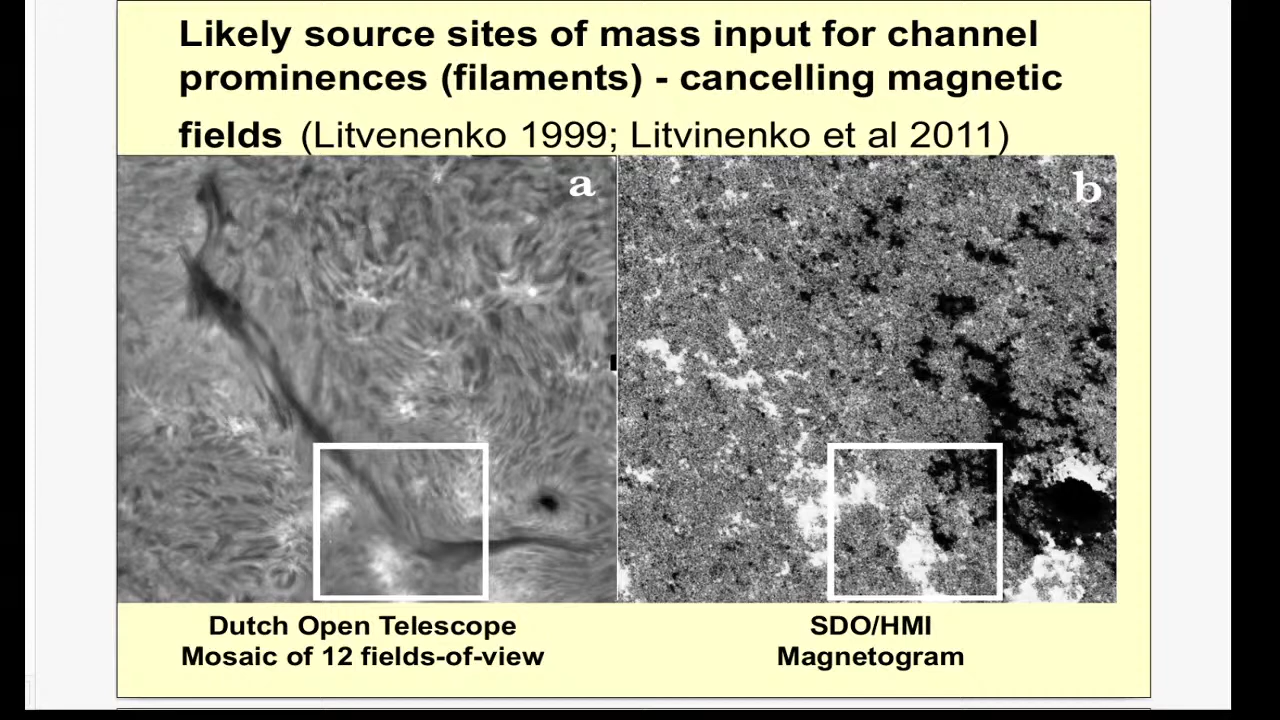 Likely source sites of mass input for channel
prominences (filaments) - cancelling magnetic
fields (Litvenenko 1999; Litvinenko et al 2011)
a
b
Dutch Open Telescope
Mosaic of 12 fields-of-view
SDO/HMI
Magnetogram